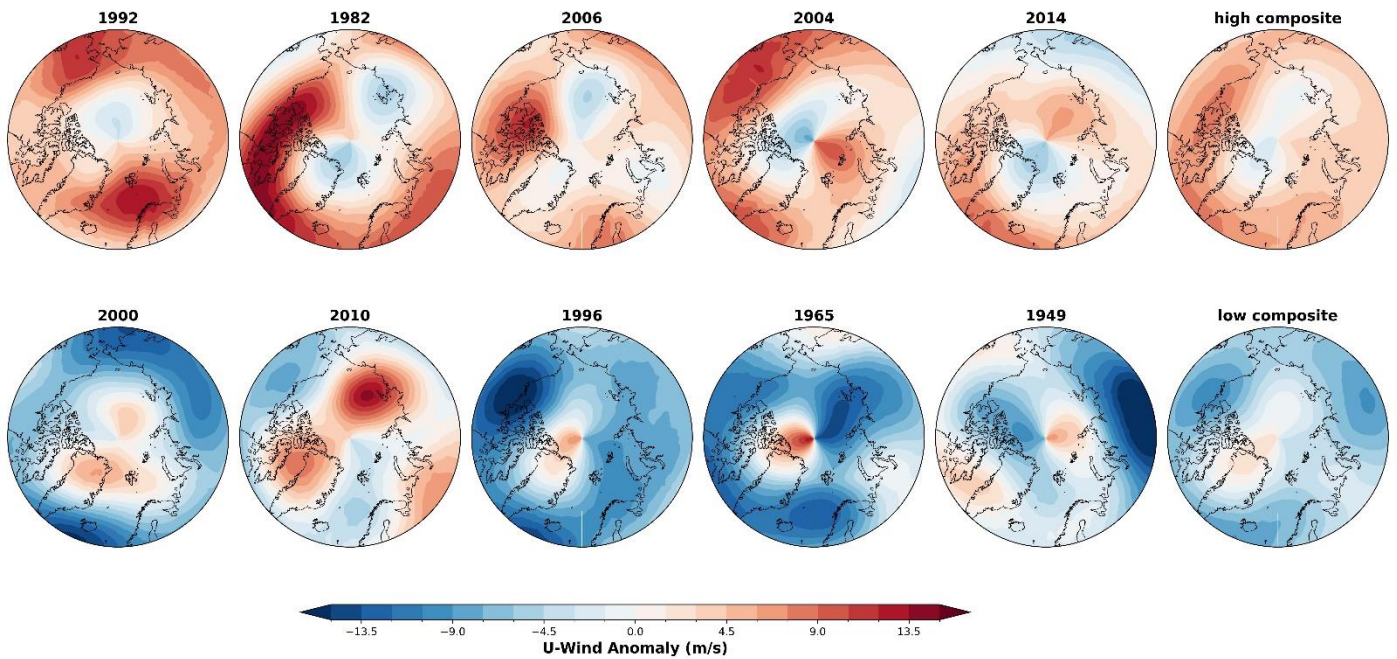 1992 1982 2006 2004 2014 high composite
2000 2010 1996 1965 1949 low composite
−13.5 −9.0 −4.5 0.0 4.5 9.0 13.5
U-Wind Anomaly (m/s)